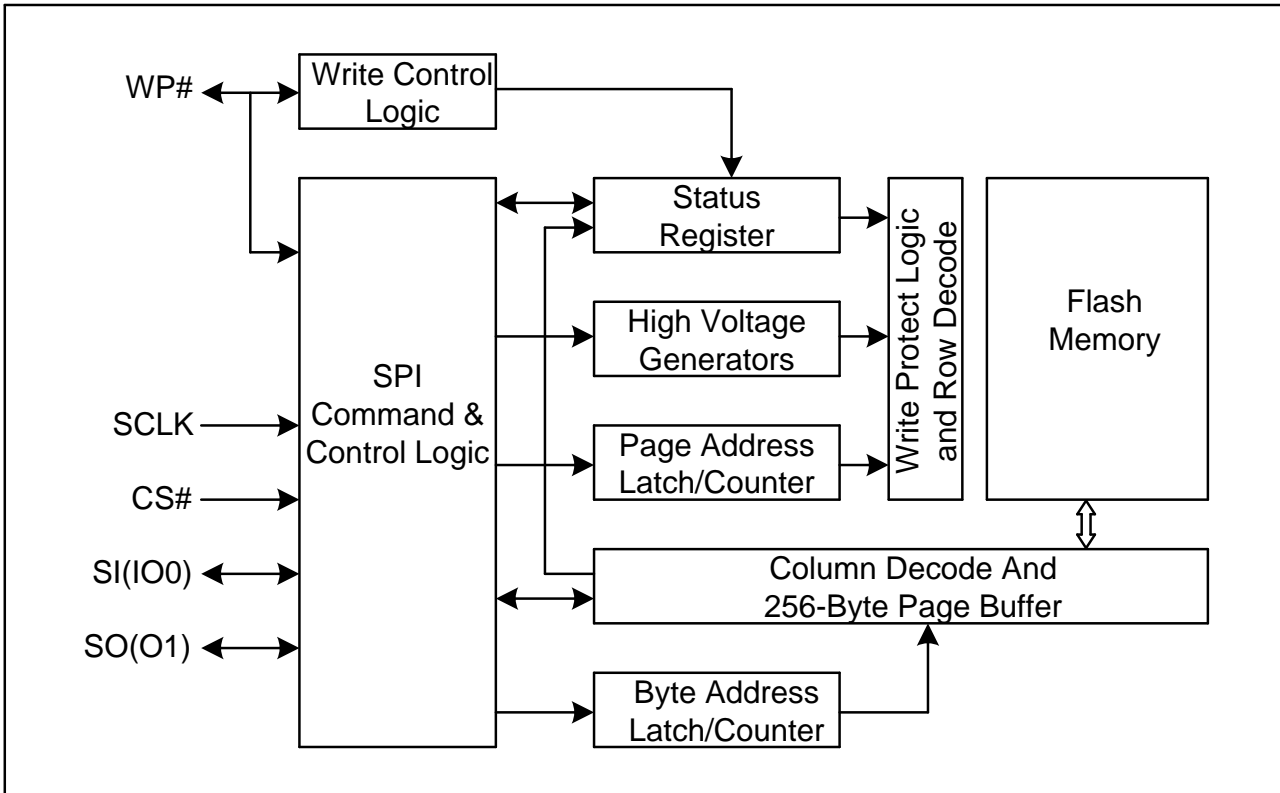 WP#
Write Control
Logic
Status
Register
High Voltage
Generators
Page Address
Latch/Counter
Write Protect Logic
and Row Decode
Flash
Memory
SPI
Command &
Control Logic
SCLK
CS#
SI(IO0)
SO(O1)
Column Decode And
256-Byte Page Buffer
Byte Address
Latch/Counter